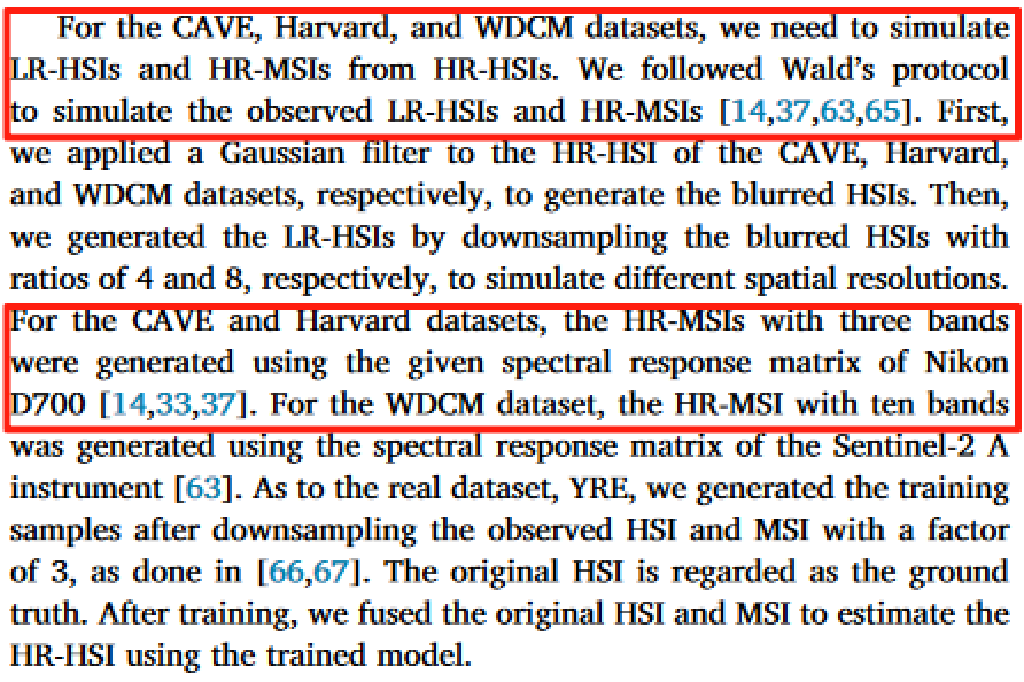 For the CAVE, Harvard, and WDCM datasets, we need to simulate
LR-HSIs and HR-MSIs from HR-HSIs. We followed Wald's protocol
to simulate the observed LR-HSIs and HR-MSIs [14,37,63,65]. First,
we applied a Gaussian filter to the HR-HSI of the CAVE, Harvard,
and WDCM datasets, respectively, to generate the blurred HSIs. Then,
we generated the LR-HSIs by downsampling the blurred HSIs with
ratios of 4 and 8, respectively, to simulate different spatial resolutions.
For the CAVE and Harvard datasets, the HR-MSIs with three bands
were generated using the given spectral response matrix of Nikon
D700 [14,33,37]. For the WDCM dataset, the HR-MSI with ten bands
was generated using the spectral response matrix of the Sentinel-2 A
instrument [63]. As to the real dataset, YRE, we generated the training
samples after downsampling the observed HSI and MSI with a factor
of 3, as done in [66,67]. The original HSI is regarded as the ground
truth. After training, we fused the original HSI and MSI to estimate the
HR-HSI using the trained model.